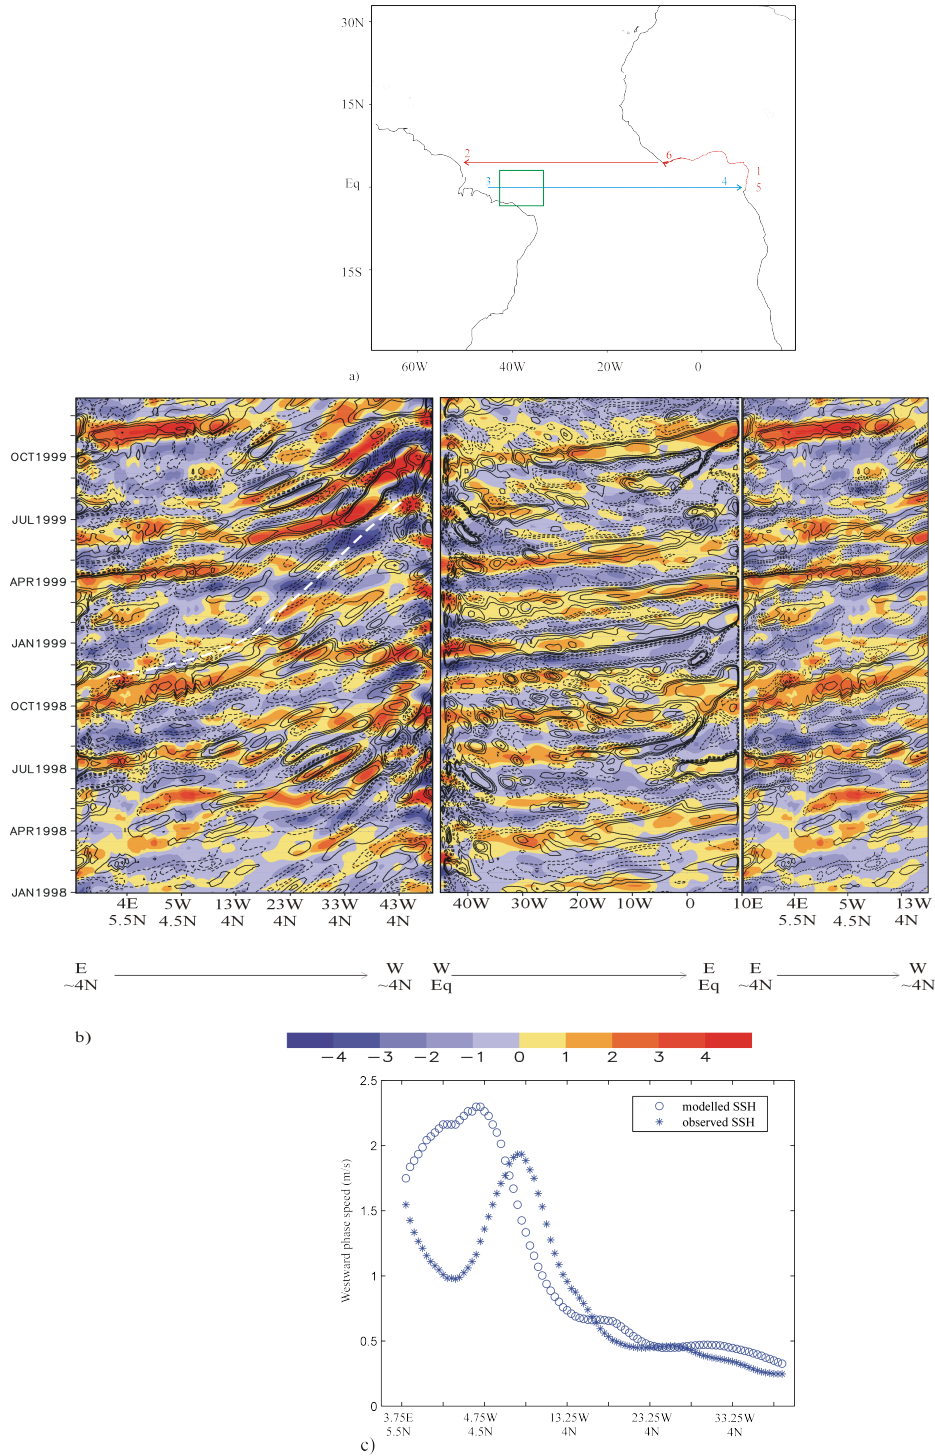 30N
15N
Eq
15S
2
6
1
3
4
5
60W 40W 20W 0
a)
OCT1999
JUL1999
APR1999
JAN1999
OCT1998
JUL1998
APR1998
JAN1998
4E 5W 13W 23W 33W 43W 40W 30W 20W 10W 0 10E 4E 5W 13W
5.5N 4.5N 4N 4N 4N 4N 5.5N 4.5N 4N
E W W E E W
~4N ~4N Eq Eq ~4N ~4N
b)
−4 −3 −2 −1 0 1 2 3 4
2.5
2
1.5
1
0.5
0
Westward phase speed (m/s)
modelled SSH
observed SSH
3.75E 4.75W 13.25W 23.25W 33.25W
5.5N 4.5N 4N 4N 4N
c)